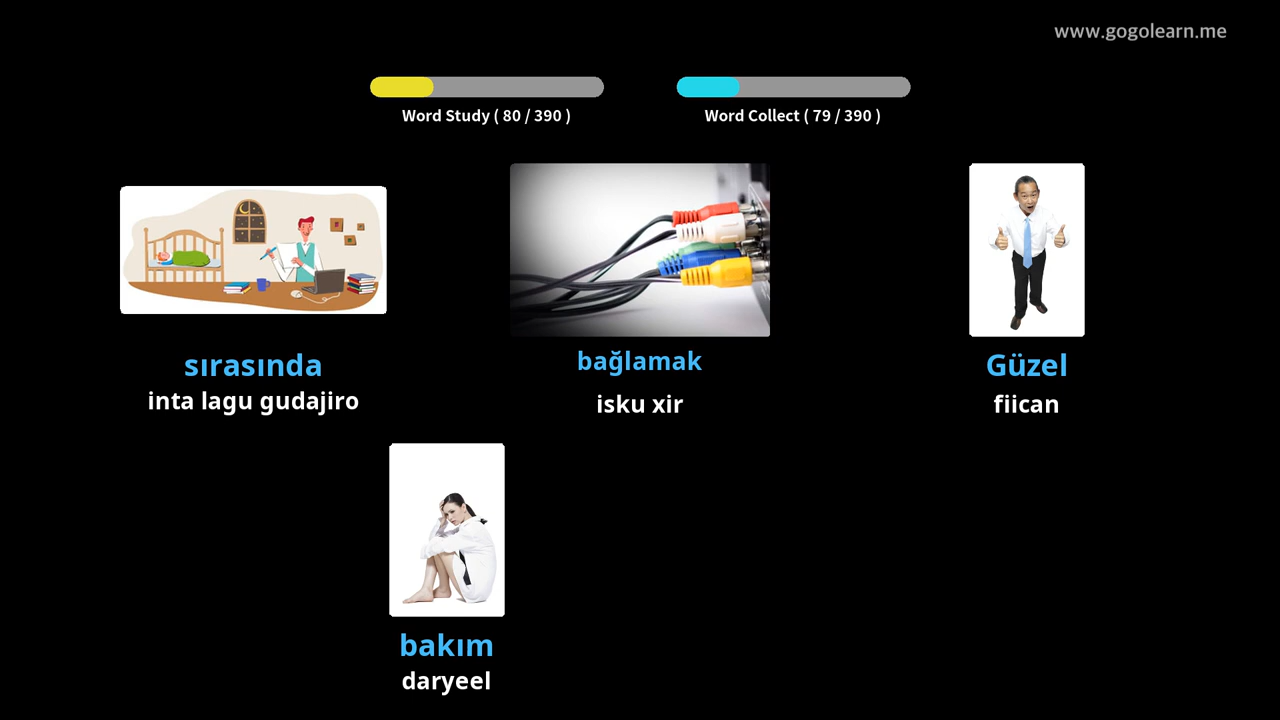 www.gogolearn.me
Word Study ( 80 / 390 )
Word Collect ( 79 / 390 )
sırasında
inta lagu gudajiro
bağlamak
isku xir
Güzel
fiican
bakım
daryeel